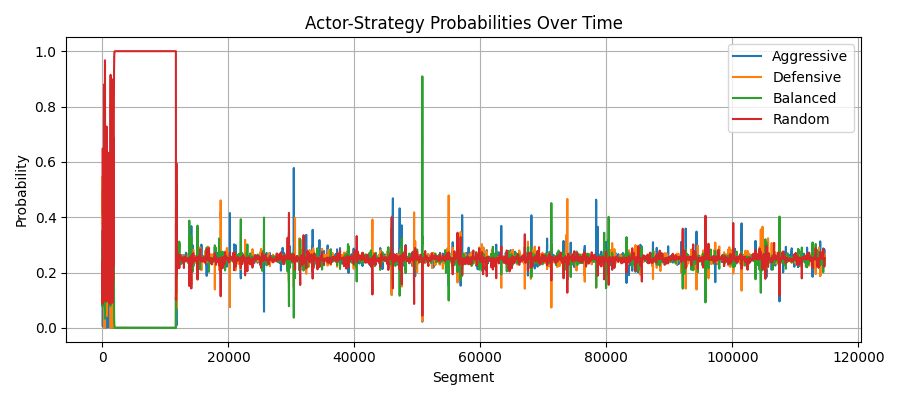 Actor-Strategy Probabilities Over Time
Probability
1.0
0.8
0.6
0.4
0.2
0.0
Aggressive
Defensive
Balanced
Random
0 20000 40000 60000 80000 100000 120000
Segment